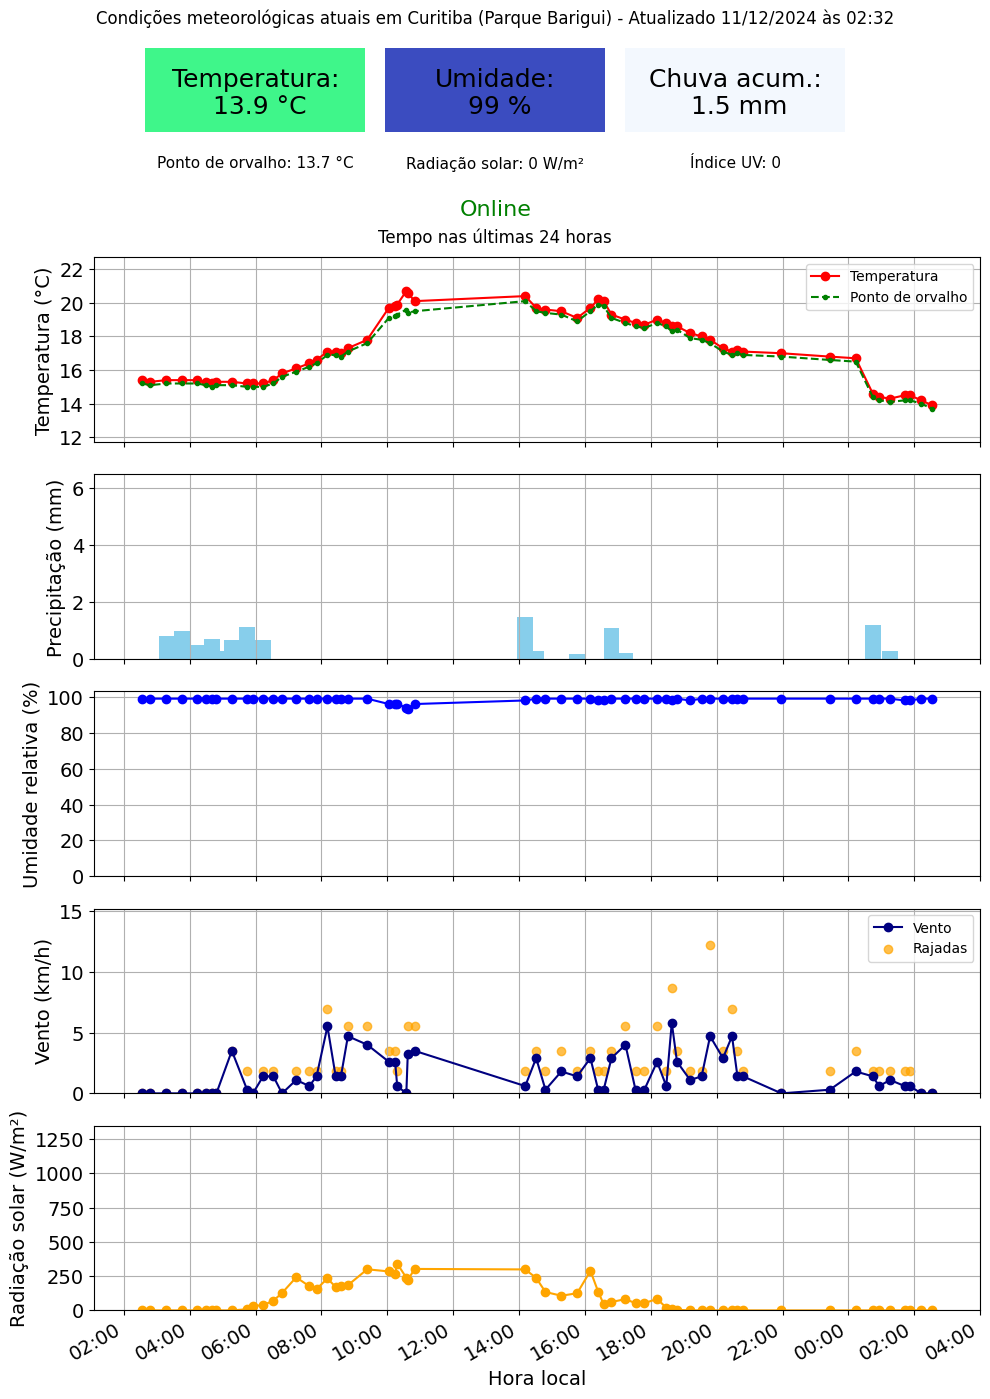 Condições meteorológicas atuais em Curitiba (Parque Barigui) - Atualizado 11/12/2024 às 02:32
Temperatura:
13.9 °C
Umidade:
99 %
Chuva acum.:
1.5 mm
Ponto de orvalho: 13.7 °C
Radiação solar: 0 W/m²
Índice UV: 0
Online
Tempo nas últimas 24 horas
Temperatura (°C)
22
20
18
16
14
12
Temperatura
Ponto de orvalho
Precipitação (mm)
6
4
2
0
Umidade relativa (%)
100
80
60
40
20
0
Vento (km/h)
15
10
5
0
Vento
Rajadas
Radiação solar (W/m²)
1250
1000
750
500
250
0
02:00
04:00
06:00
08:00
10:00
12:00
14:00
16:00
18:00
20:00
22:00
00:00
02:00
04:00
Hora local